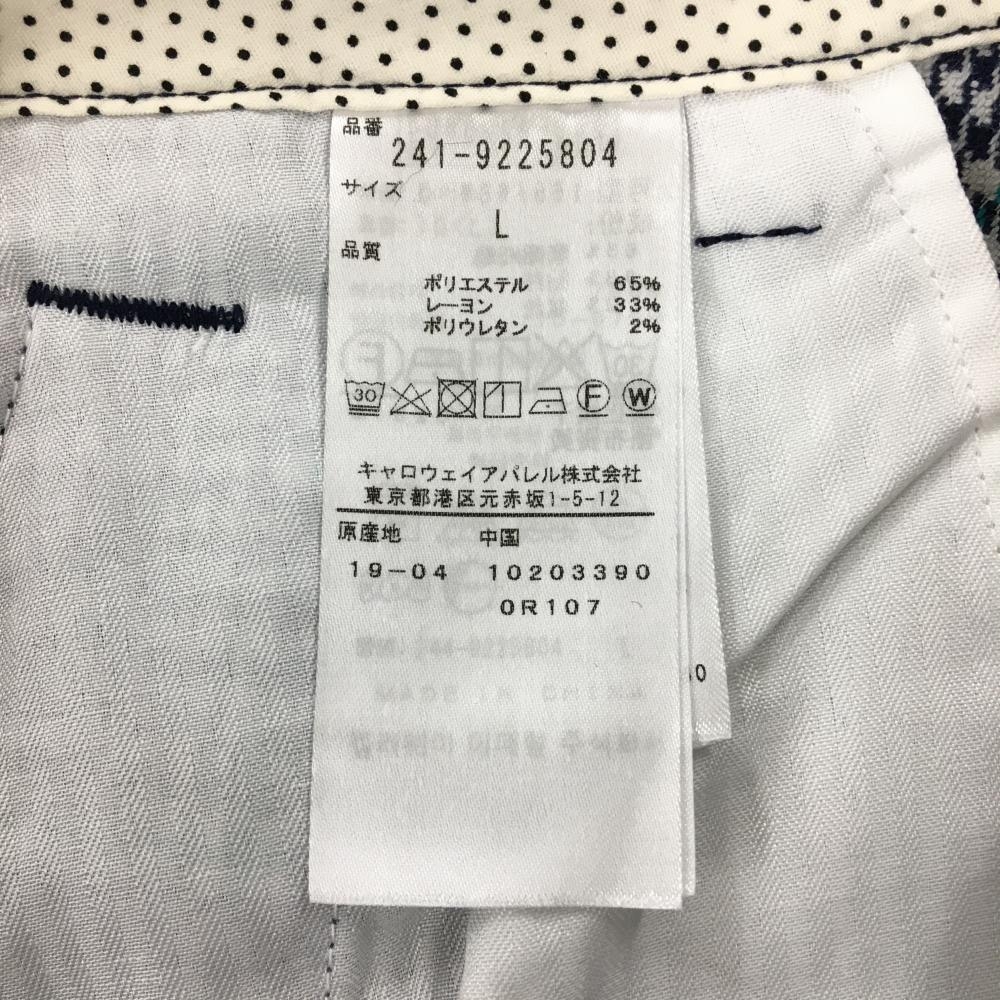 品番
241-9225804
サイズ
L
品質
ポリエステル 65%
レーヨン 33%
ポリウレタン 2%
30 F W
キャロウェイアパレル株式会社
東京都港区元赤坂1-5-12
原産地 中国
19-04 10203390
0R107